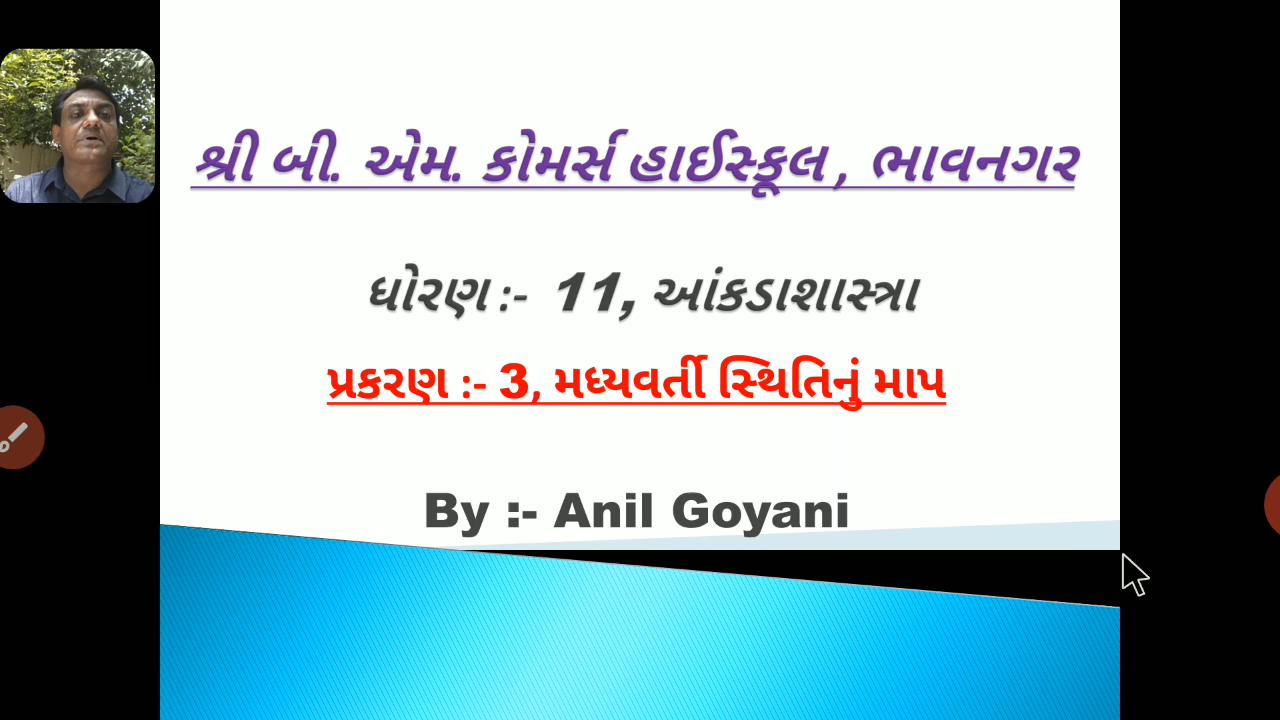 શ્રી બી. એમ. કોમર્સ હાઈસ્કૂલ , ભાવનગર
ધોરણ :- 11, આંકડાશાસ્ત્રા
પ્રકરણ :- 3, મધ્યવર્તી સ્થિતિનું માપ
By :- Anil Goyani